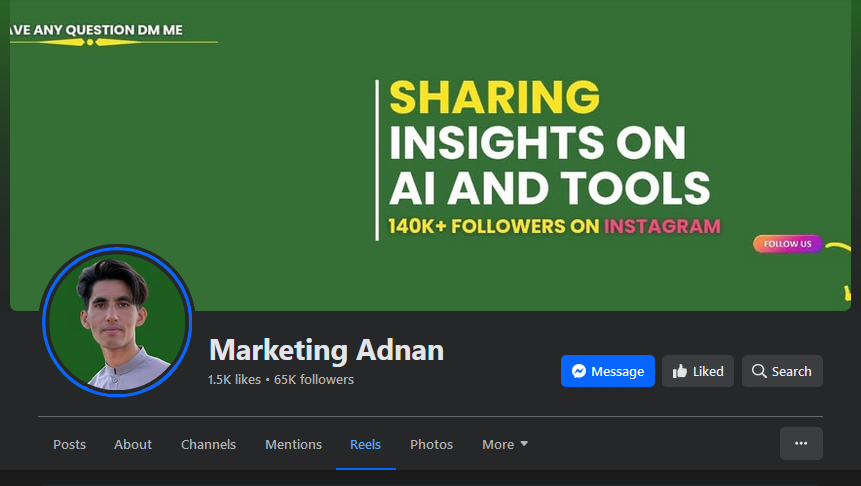 AVE ANY QUESTION DM ME
SHARING
INSIGHTS ON
AI AND TOOLS
140K+ FOLLOWERS ON INSTAGRAM
FOLLOW US
Marketing Adnan
1.5K likes • 65K followers
Message
Liked
Search
Posts
About
Channels
Mentions
Reels
Photos
More